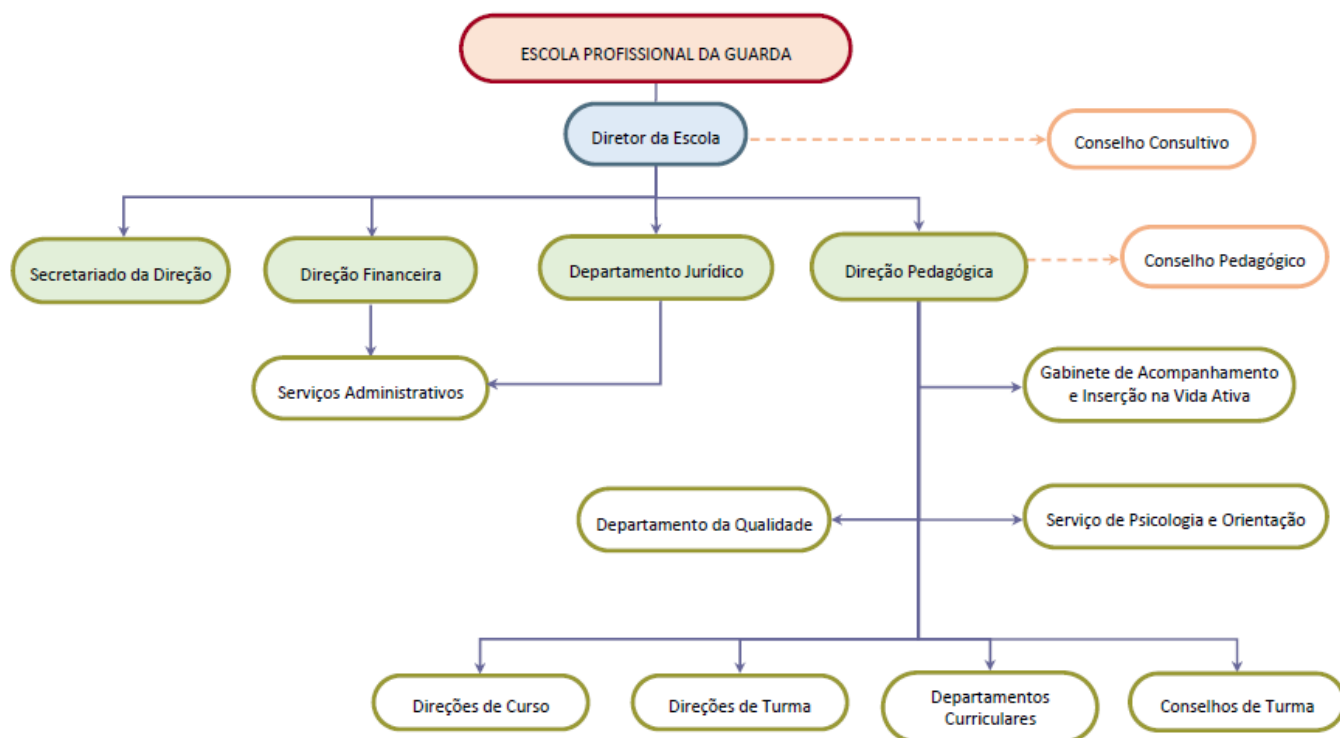 ESCOLA PROFISSIONAL DA GUARDA
Diretor da Escola
Conselho Consultivo
Secretariado da Direção
Direção Financeira
Departamento Jurídico
Direção Pedagógica
Conselho Pedagógico
Serviços Administrativos
Gabinete de Acompanhamento
e Inserção na Vida Ativa
Departamento da Qualidade
Serviço de Psicologia e Orientação
Direções de Curso
Direções de Turma
Departamentos
Curriculares
Conselhos de Turma